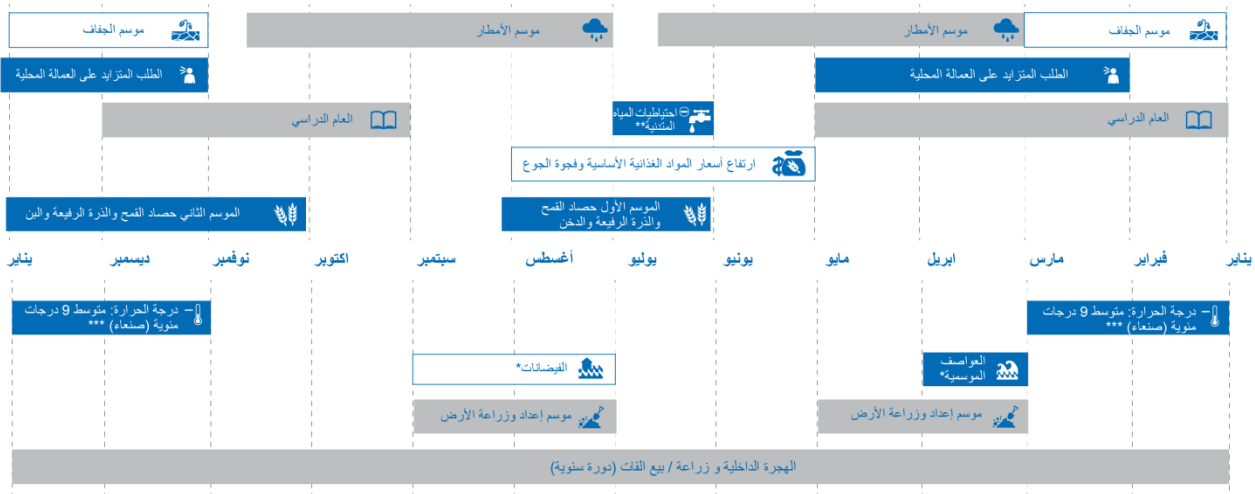 موسم الجفاف
موسم الأمطار
موسم الأمطار
موسم الجفاف
الطلب المتزايد على العمالة المحلية
الطلب المتزايد على العمالة المحلية
العام الدراسي
احتياطيات المياه
المتدنية**
العام الدراسي
ارتفاع أسعار المواد الغذائية الأساسية وفجوة الجوع
الموسم الأول حصاد القمح
والذرة الرفيعة والدخن
الموسم الثاني حصاد القمح والذرة الرفيعة والبن
يناير فبراير مارس ابريل مايو يونيو يوليو أغسطس سبتمبر اكتوبر نوفمبر ديسمبر يناير
درجة الحرارة: متوسط 9 درجات
مئوية (صنعاء) ***
درجة الحرارة: متوسط 9 درجات
مئوية (صنعاء) ***
العواصف
الموسمية*
الفيضانات*
موسم إعداد وزراعة الأرض
موسم إعداد وزراعة الأرض
الهجرة الداخلية و زراعة / بيع القات (دورة سنوية)